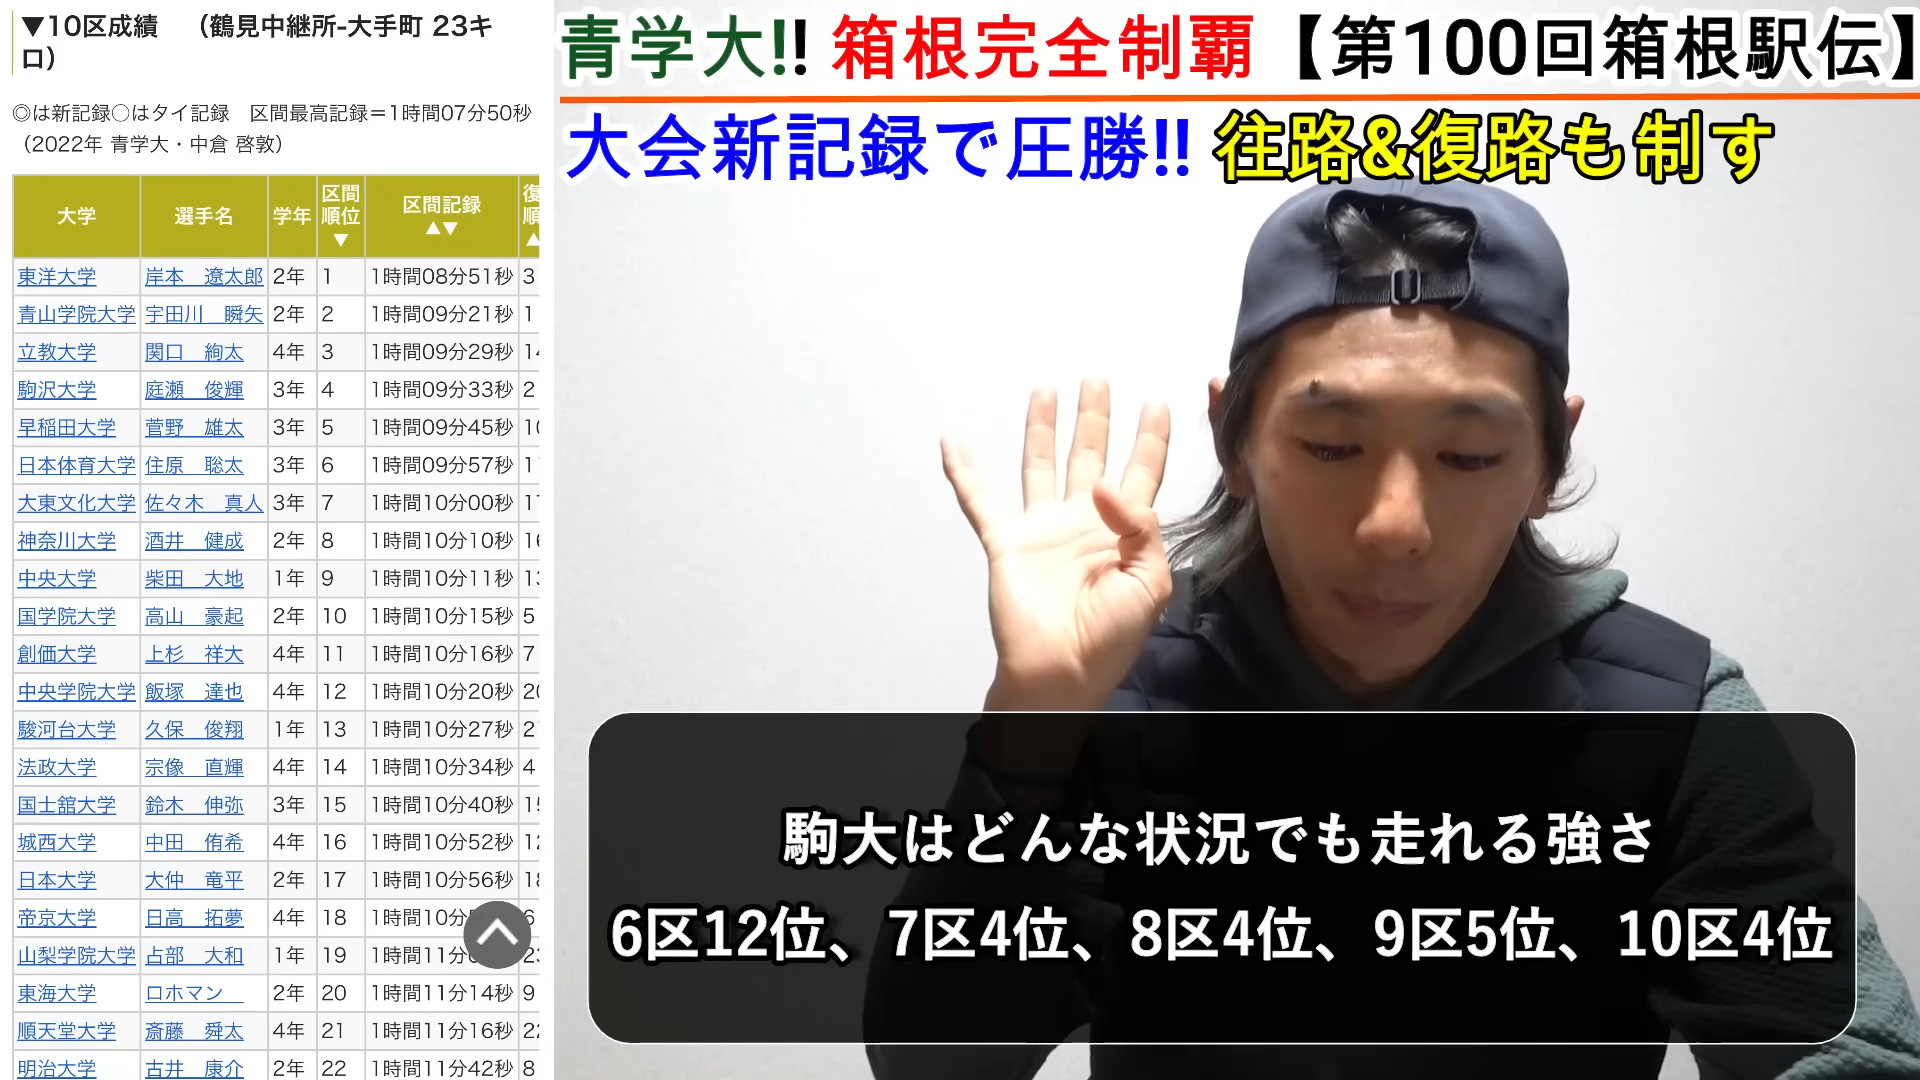 ▼10区成績　（鶴見中継所-大手町 23キ
ロ）
◎は新記録○はタイ記録　区間最高記録＝1時間07分50秒
（2022年 青学大・中倉 啓敦）
大学 選手名 学年 区間順位▼ 区間記録▲▼
東洋大学 岸本　遼太郎 2年 1 1時間08分51秒 3
青山学院大学 宇田川　瞬矢 2年 2 1時間09分21秒 1
立教大学 関口　絢太 4年 3 1時間09分29秒 14
駒沢大学 庭瀬　俊輝 3年 4 1時間09分33秒 2
早稲田大学 菅野　雄太 3年 5 1時間09分45秒 10
日本体育大学 住原　聡太 3年 6 1時間09分57秒
大東文化大学 佐々木　真人 3年 7 1時間10分00秒
神奈川大学 酒井　健成 2年 8 1時間10分10秒 16
中央大学 柴田　大地 1年 9 1時間10分11秒 13
国学院大学 高山　豪起 2年 10 1時間10分15秒 5
創価大学 上杉　祥大 4年 11 1時間10分16秒 7
中央学院大学 飯塚　達也 4年 12 1時間10分20秒 20
駿河台大学 久保　俊翔 1年 13 1時間10分27秒
法政大学 宗像　直輝 4年 14 1時間10分34秒 4
国士舘大学 鈴木　伸弥 3年 15 1時間10分40秒 15
城西大学 中田　侑希 4年 16 1時間10分52秒 12
日本大学 大仲　竜平 2年 17 1時間10分56秒 18
帝京大学 日高　拓夢 4年 18 1時間10分 6
山梨学院大学 占部　大和 1年 19 1時間11分 23
東海大学 ロホマン 2年 20 1時間11分14秒 9
順天堂大学 斎藤　舜太 4年 21 1時間11分16秒 22
明治大学 古井　康介 2年 22 1時間11分42秒 8
青学大!! 箱根完全制覇【第100回箱根駅伝】
大会新記録で圧勝!! 往路&復路も制す
駒大はどんな状況でも走れる強さ
6区12位、7区4位、8区4位、9区5位、10区4位